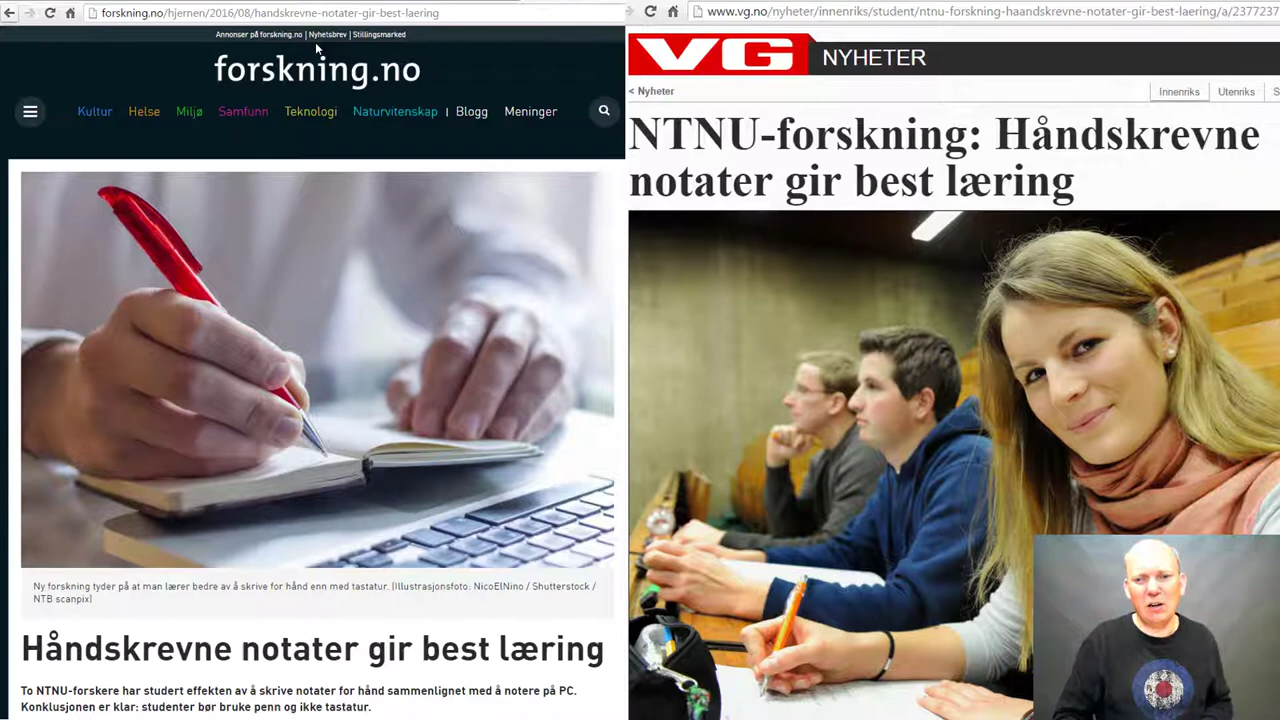 forskning.no/hjernen/2016/08/handskrevne-notater-gir-best-laering
Annonser på forskning.no | Nyhetsbrev | Stillingsmarked
forskning.no
Kultur Helse Miljø Samfunn Teknologi Naturvitenskap | Blogg Meninger
Ny forskning tyder på at man lærer bedre av å skrive for hånd enn med tastatur. (Illustrasjonsfoto: NicoElNino / Shutterstock /
NTB scanpix)
Håndskrevne notater gir best læring
To NTNU-forskere har studert effekten av å skrive notater for hånd sammenlignet med å notere på PC.
Konklusjonen er klar: studenter bør bruke penn og ikke tastatur.
www.vg.no/nyheter/innenriks/student/ntnu-forskning-haandskrevne-notater-gir-best-laering/a/2377237
VG NYHETER
< Nyheter
Innenriks Utenriks S
NTNU-forskning: Håndskrevne
notater gir best læring